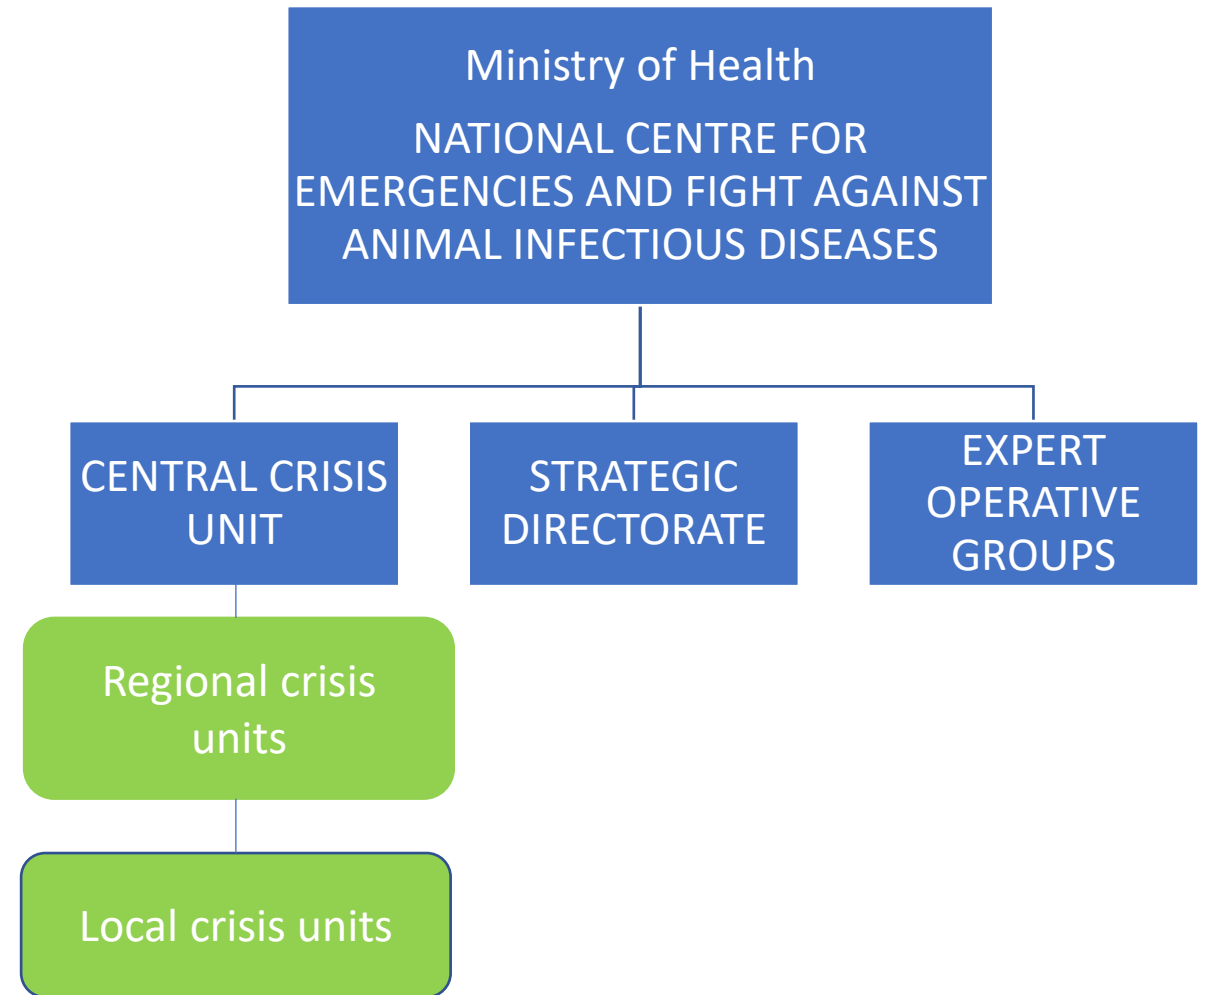 Ministry of Health
NATIONAL CENTRE FOR
EMERGENCIES AND FIGHT AGAINST
ANIMAL INFECTIOUS DISEASES
CENTRAL CRISIS
UNIT
STRATEGIC
DIRECTORATE
EXPERT
OPERATIVE
GROUPS
Regional crisis
units
Local crisis units